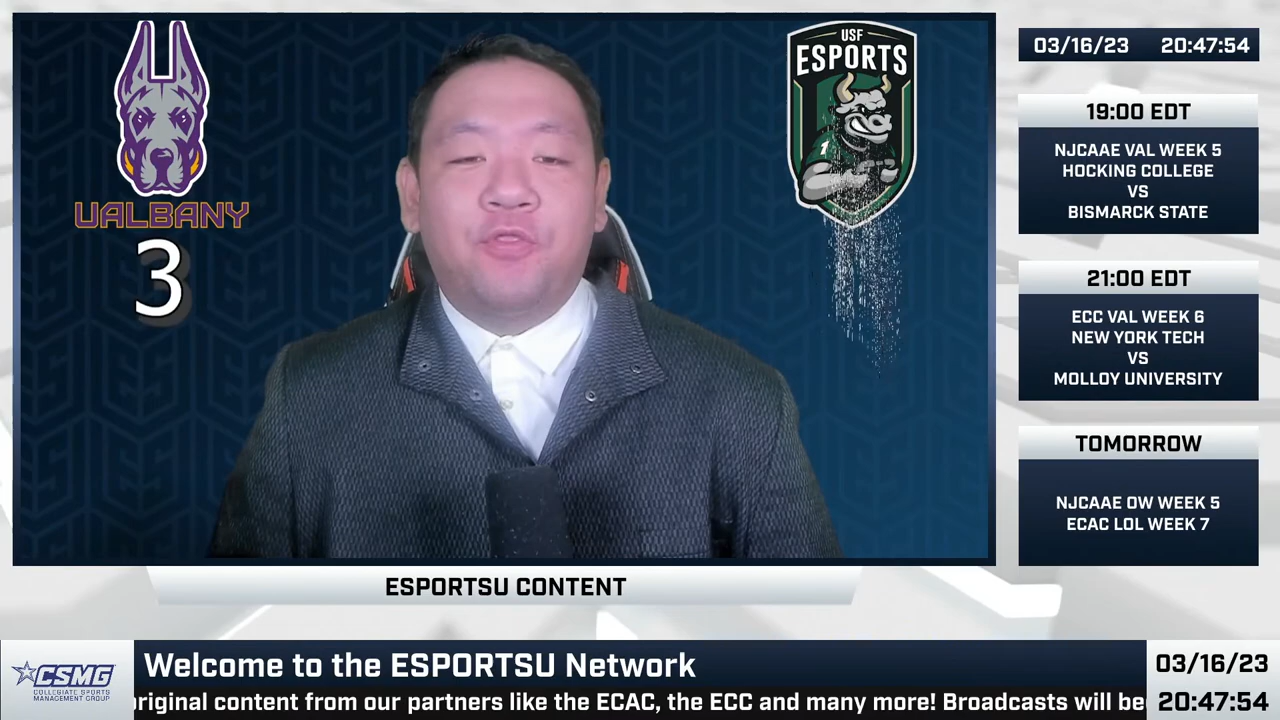 UALBANY
3
USF
ESPORTS
1
03/16/23 20:47:54
19:00 EDT
NJCAAE VAL WEEK 5
HOCKING COLLEGE
VS
BISMARCK STATE
21:00 EDT
ECC VAL WEEK 6
NEW YORK TECH
VS
MOLLOY UNIVERSITY
TOMORROW
NJCAAE OW WEEK 5
ECAC LOL WEEK 7
ESPORTSU CONTENT
CSMG
COLLEGIATE SPORTS
MANAGEMENT GROUP
Welcome to the ESPORTSU Network
original content from our partners like the ECAC, the ECC and many more! Broadcasts will be
03/16/23
20:47:54